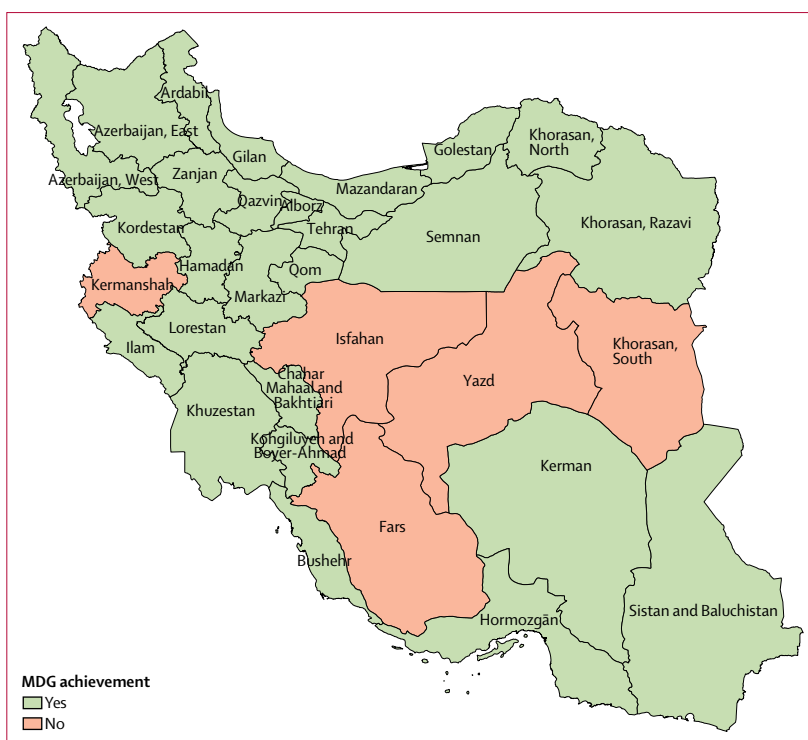 Ardabil
Azerbaijan, East
Gilan
Golestan
Khorasan,
North
Azerbaijan, West
Zanjan
Mazandaran
Qazvin
Alborz
Khorasan, Razavi
Kordestan
Tehran
Semnan
Hamadan
Qom
Kermanshah
Markazi
Lorestan
Isfahan
Khorasan,
South
Ilam
Chahar
Mahaal and
Bakhtiari
Yazd
Khuzestan
Kohgiluyeh and
Boyer-Ahmad
Kerman
Fars
Bushehr
Hormozgān
Sistan and Baluchistan
MDG achievement
Yes
No